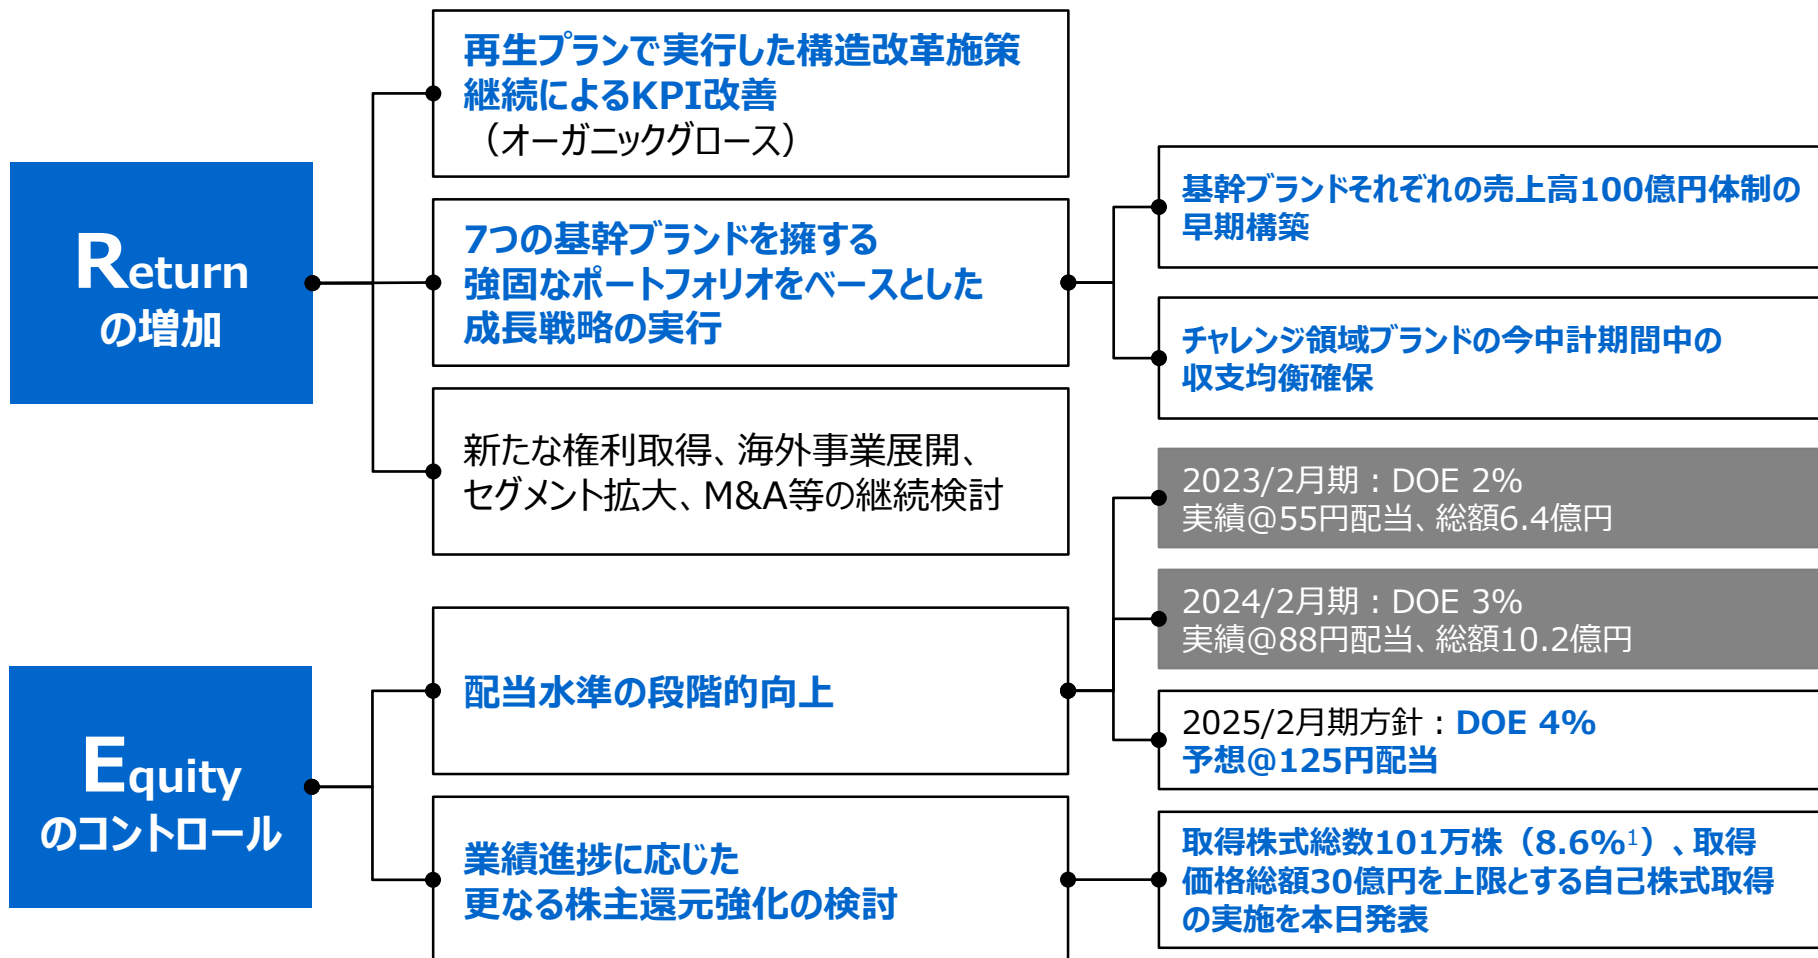 Return
の増加
再生プランで実行した構造改革施策
継続によるKPI改善
（オーガニックグロース）
7つの基幹ブランドを擁する
強固なポートフォリオをベースとした
成長戦略の実行
基幹ブランドそれぞれの売上高100億円体制の
早期構築
チャレンジ領域ブランドの今中計期間中の
収支均衡確保
新たな権利取得、海外事業展開、
セグメント拡大、M&A等の継続検討
Equity
のコントロール
配当水準の段階的向上
2023/2月期：DOE 2%
実績@55円配当、総額6.4億円
2024/2月期：DOE 3%
実績@88円配当、総額10.2億円
2025/2月期方針：DOE 4%
予想@125円配当
業績進捗に応じた
更なる株主還元強化の検討
取得株式総数101万株（8.6%1）、取得
価格総額30億円を上限とする自己株式取得
の実施を本日発表